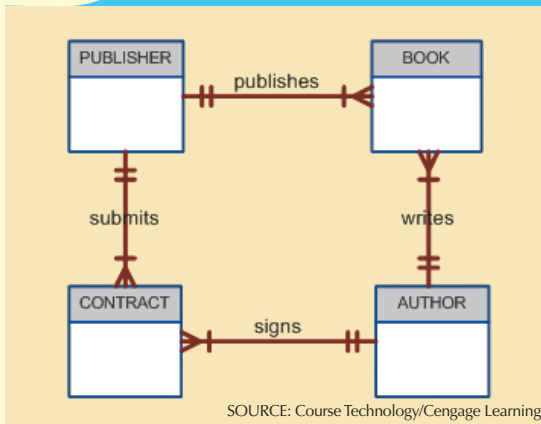 PUBLISHER
BOOK
publishes
submits
writes
CONTRACT
AUTHOR
signs
SOURCE: Course Technology/Cengage Learning